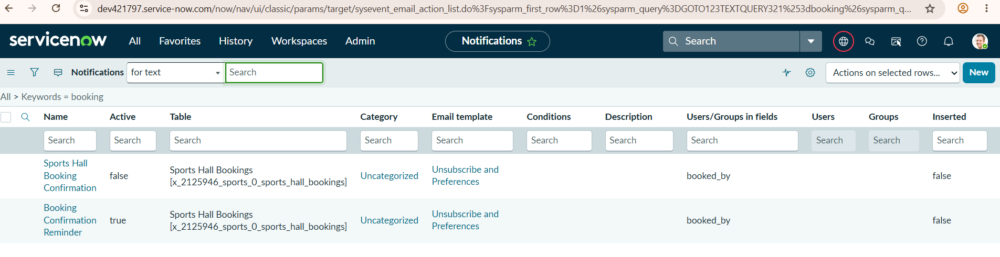 dev421797.service-now.com/now/nav/ui/classic/params/target/sysevent_email_action_list.do%3Fsysparm_first_row%3D1%26sysparm_query%3DGOTO123TEXTQUERY321%253dbooking%26sysparm_q...
servicenow All Favorites History Workspaces Admin Notifications Search
Notifications for text Search Actions on selected rows... New
All > Keywords = booking
Name Active Table Category Email template Conditions Description Users/Groups in fields Users Groups Inserted
Search Search Search Search Search Search Search Search Search Search Search
Sports Hall
Booking
Confirmation
false
Sports Hall Bookings
[x_2125946_sports_0_sports_hall_bookings]
Uncategorized
Unsubscribe and
Preferences
booked_by
false
Booking
Confirmation
Reminder
true
Sports Hall Bookings
[x_2125946_sports_0_sports_hall_bookings]
Uncategorized
Unsubscribe and
Preferences
booked_by
false